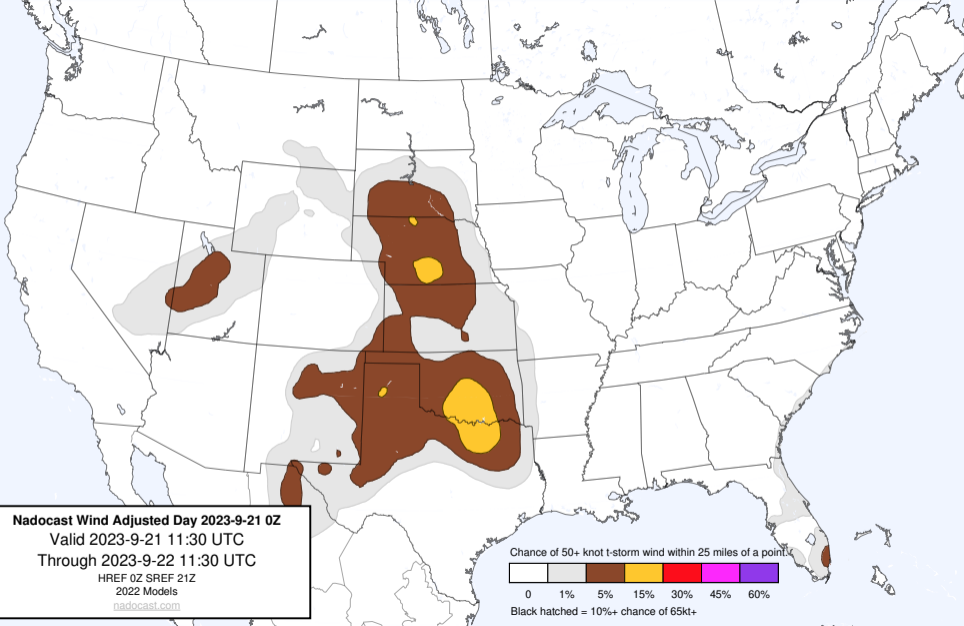 Nadocast Wind Adjusted Day 2023-9-21 0Z
Valid 2023-9-21 11:30 UTC
Through 2023-9-22 11:30 UTC
HREF 0Z SREF 21Z
2022 Models
nadocast.com
Chance of 50+ knot t-storm wind within 25 miles of a point.
0 1% 5% 15% 30% 45% 60%
Black hatched = 10%+ chance of 65kt+